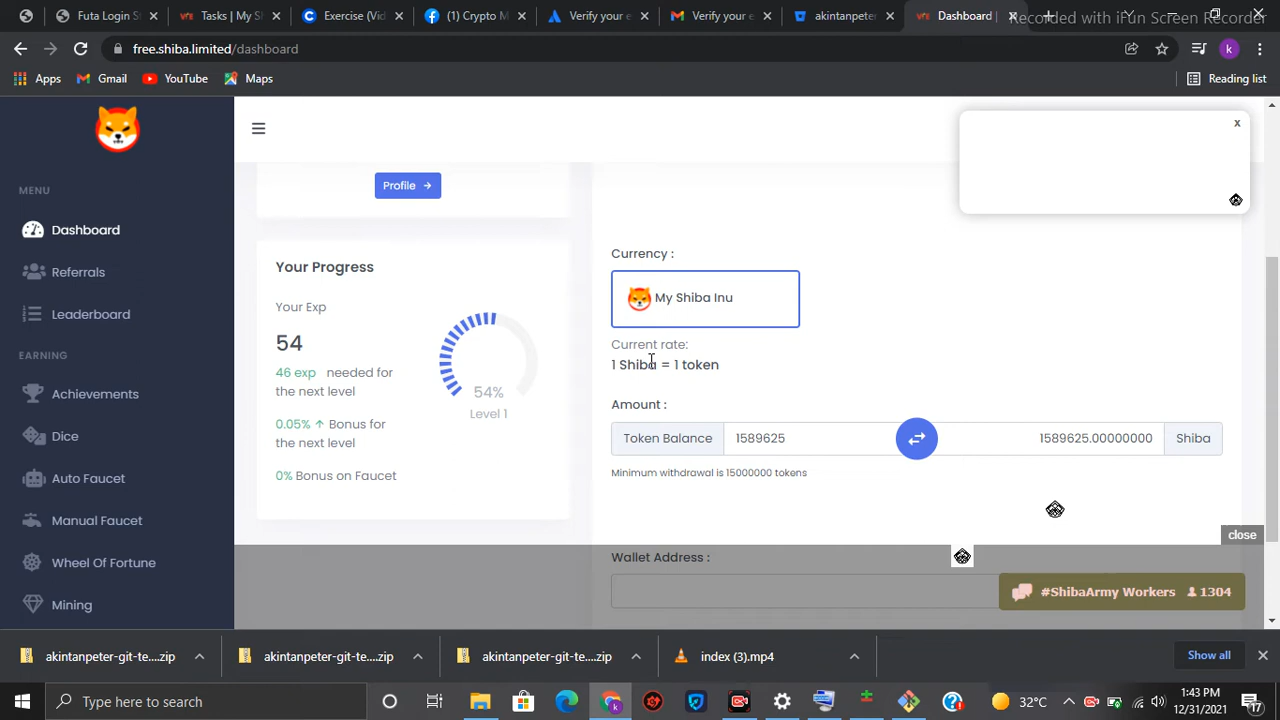 Futa Login S
Tasks | My Sh
Exercise (Vid
(1) Crypto M
Verify your e
Verify your e
akintanpeter
Dashboard |
Recorded with iFun Screen Recorder
free.shiba.limited/dashboard
k
Apps
Gmail
YouTube
Maps
Reading list
MENU
Dashboard
Referrals
Leaderboard
EARNING
Achievements
Dice
Auto Faucet
Manual Faucet
Wheel Of Fortune
Mining
Profile →
Your Progress
Your Exp
54
46 exp needed for
the next level
0.05% ↑ Bonus for
the next level
0% Bonus on Faucet
54%
Level 1
x
Currency :
My Shiba Inu
Current rate:
1 Shiba = 1 token
Amount :
Token Balance
1589625
1589625.00000000
Shiba
Minimum withdrawal is 15000000 tokens
close
Wallet Address :
#ShibaArmy Workers 1304
akintanpeter-git-te....zip
akintanpeter-git-te....zip
akintanpeter-git-te....zip
index (3).mp4
Show all
Type here to search
32°C
1:43 PM
12/31/2021
17